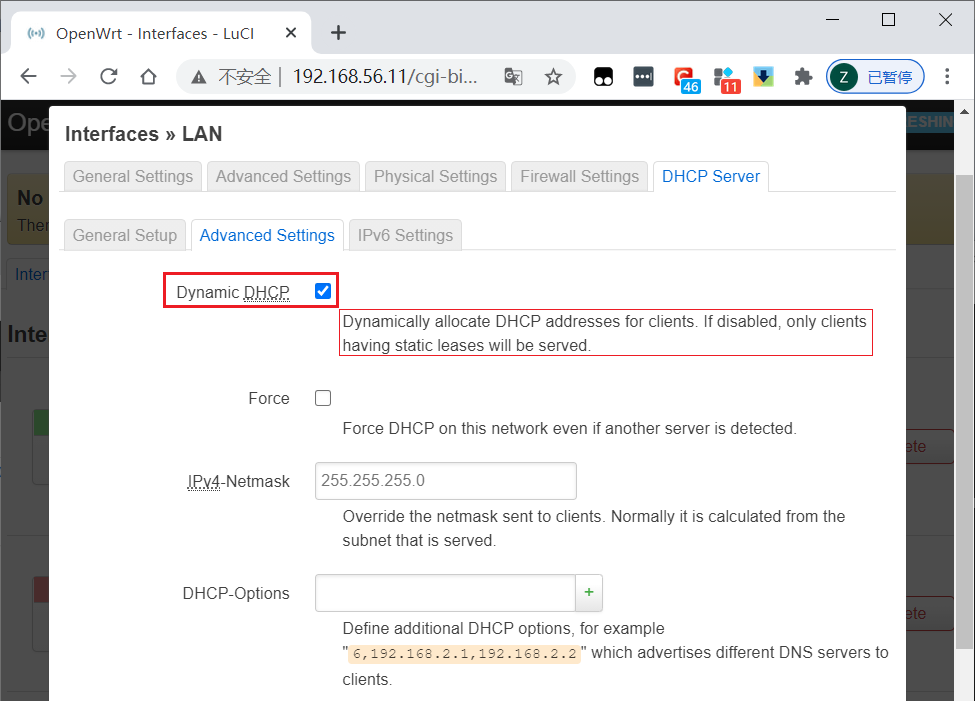 OpenWrt - Interfaces - LuCI
不安全 192.168.56.11/cgi-bi...
46
11
Z 已暂停
Ope
ESHIN
Interfaces » LAN
General Settings Advanced Settings Physical Settings Firewall Settings DHCP Server
No
Ther
General Setup Advanced Settings IPv6 Settings
Inter
Dynamic DHCP
Dynamically allocate DHCP addresses for clients. If disabled, only clients
having static leases will be served.
Inte
Force
Force DHCP on this network even if another server is detected.
ete
IPv4-Netmask 255.255.255.0
Override the netmask sent to clients. Normally it is calculated from the
subnet that is served.
DHCP-Options +
ete
Define additional DHCP options, for example
"6,192.168.2.1,192.168.2.2" which advertises different DNS servers to
clients.